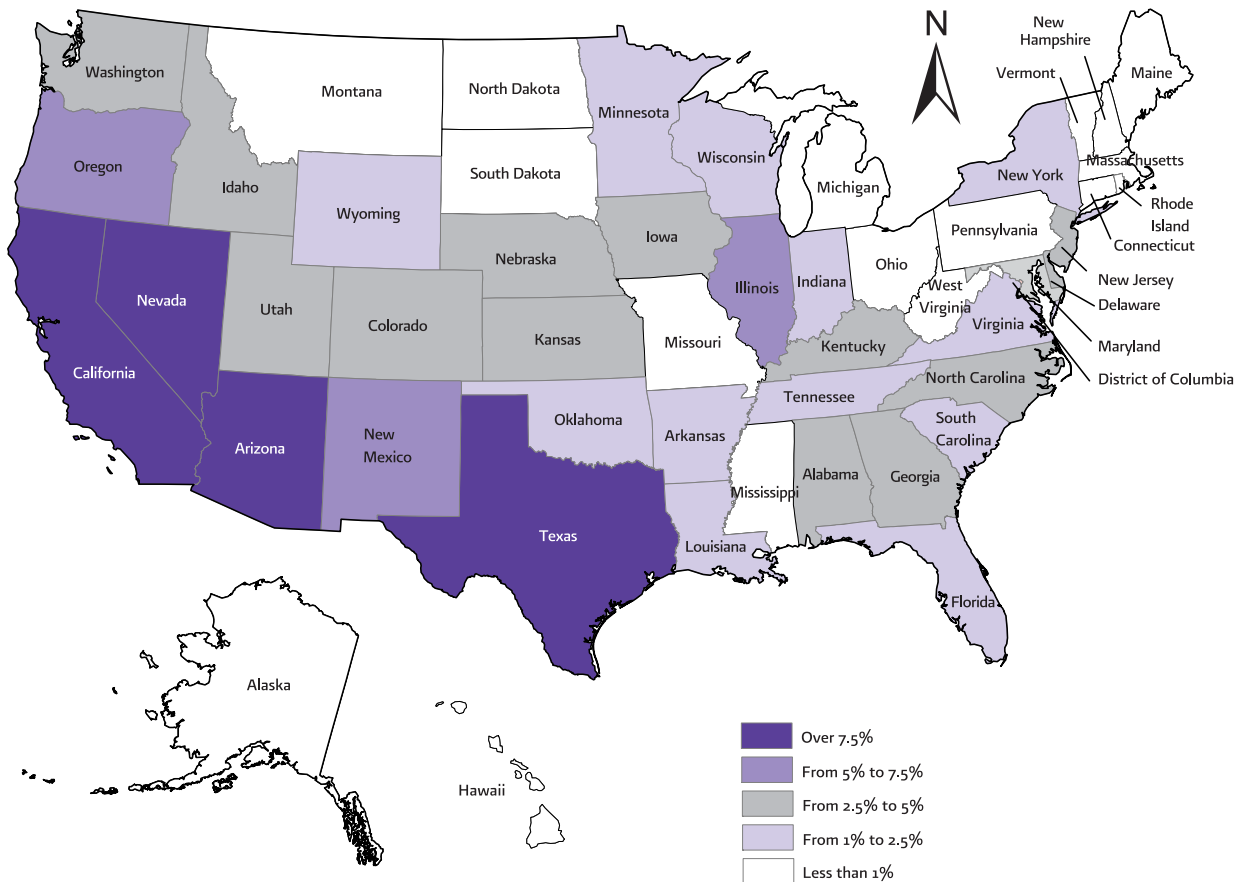 N
New
Hampshire
Vermont
Maine
Washington
Montana
North Dakota
Minnesota
Oregon
Idaho
Wisconsin
Massachusetts
South Dakota
New York
Michigan
Wyoming
Rhode
Island
Pennsylvania
Iowa
Connecticut
Nebraska
Ohio
New Jersey
Nevada
Illinois
Indiana
West
Virginia
Delaware
Utah
Colorado
Virginia
Kansas
Missouri
Kentucky
Maryland
California
North Carolina
District of Columbia
Tennessee
Oklahoma
South
Carolina
Arkansas
New
Mexico
Arizona
Alabama
Georgia
Mississippi
Texas
Louisiana
Florida
Alaska
Hawaii
Over 7.5%
From 5% to 7.5%
From 2.5% to 5%
From 1% to 2.5%
Less than 1%